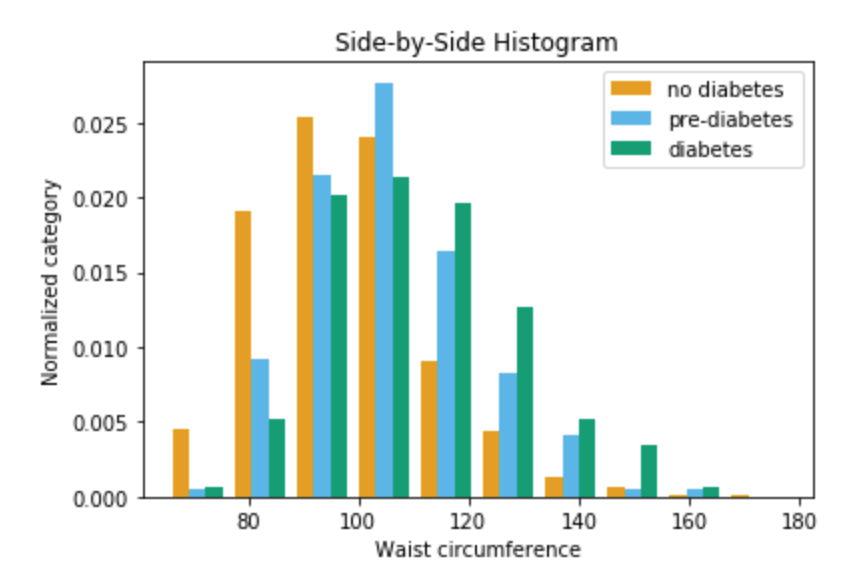 Side-by-Side Histogram
no diabetes
pre-diabetes
diabetes
Normalized category
0.025
0.020
0.015
0.010
0.005
0.000
80 100 120 140 160 180
Waist circumference